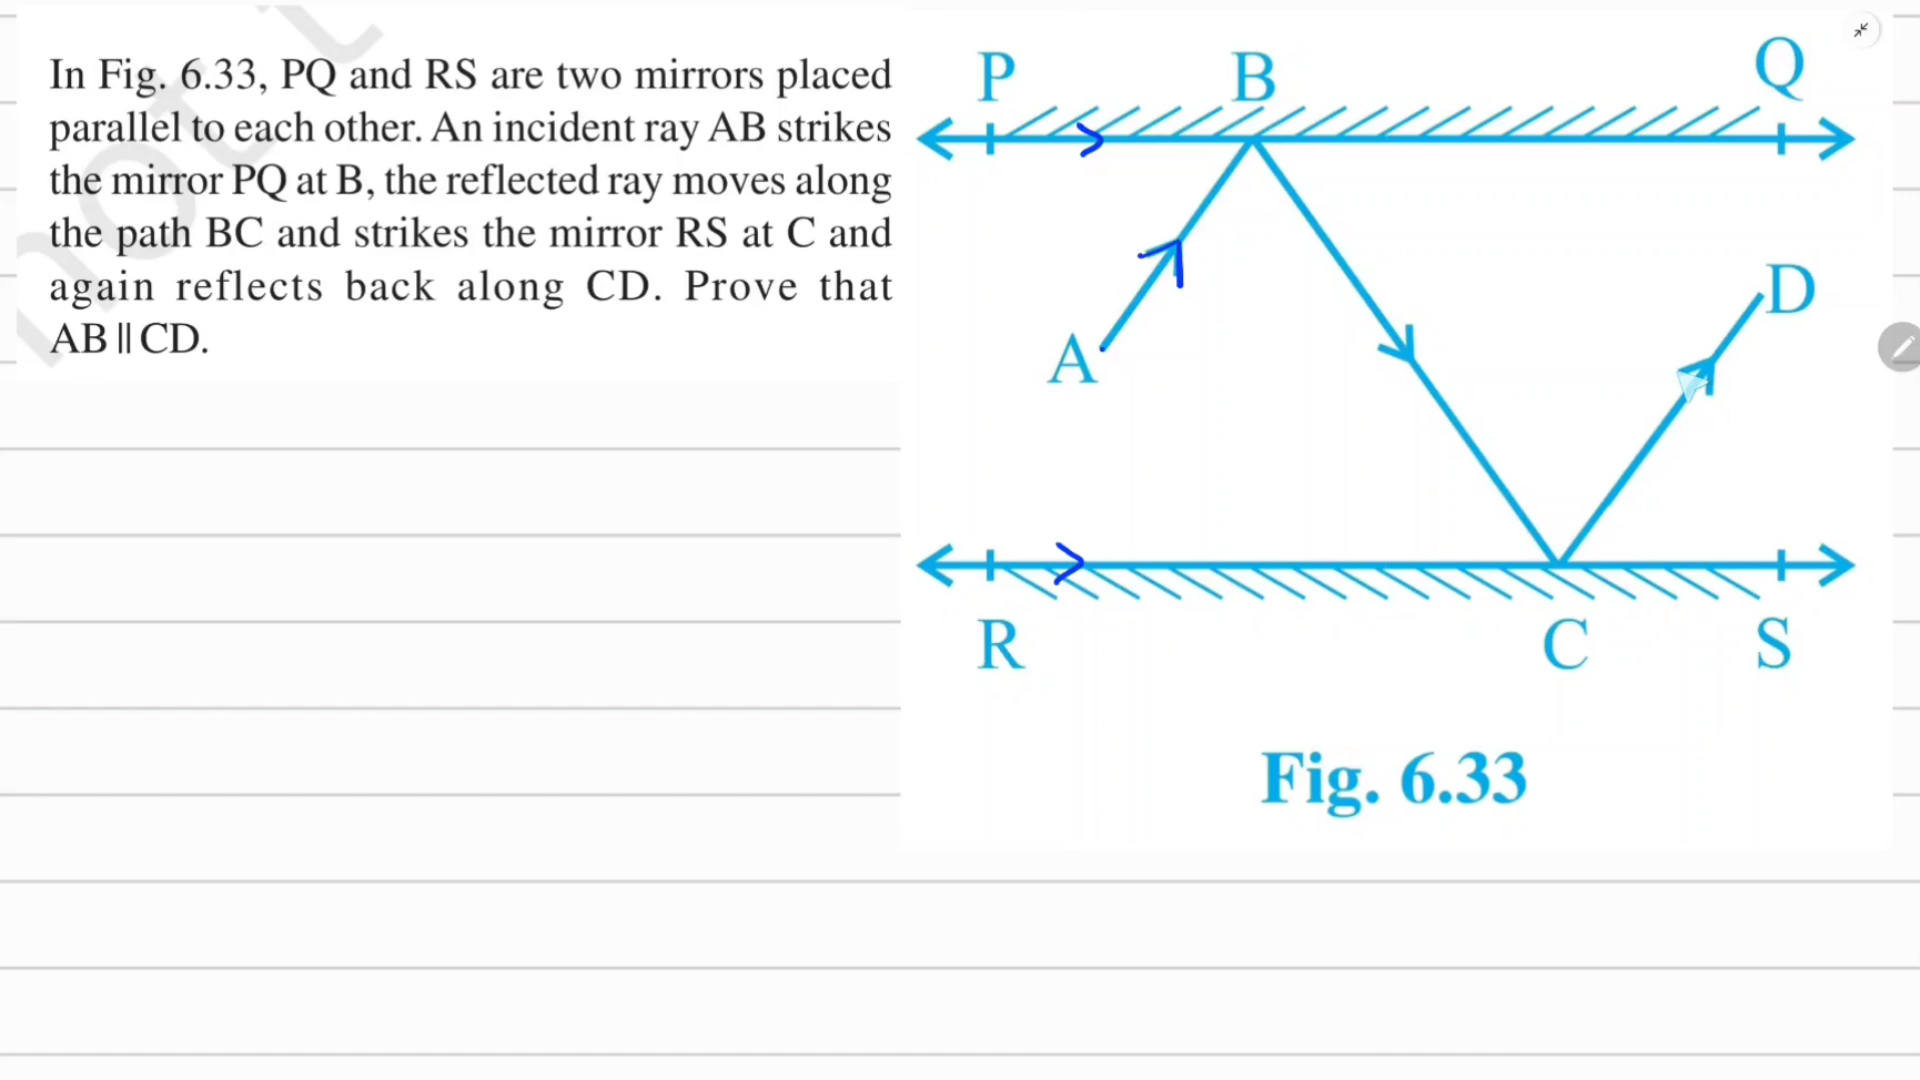 In Fig. 6.33, PQ and RS are two mirrors placed
parallel to each other. An incident ray AB strikes
the mirror PQ at B, the reflected ray moves along
the path BC and strikes the mirror RS at C and
again reflects back along CD. Prove that
AB || CD.
P B Q
A D
R C S
Fig. 6.33
not t